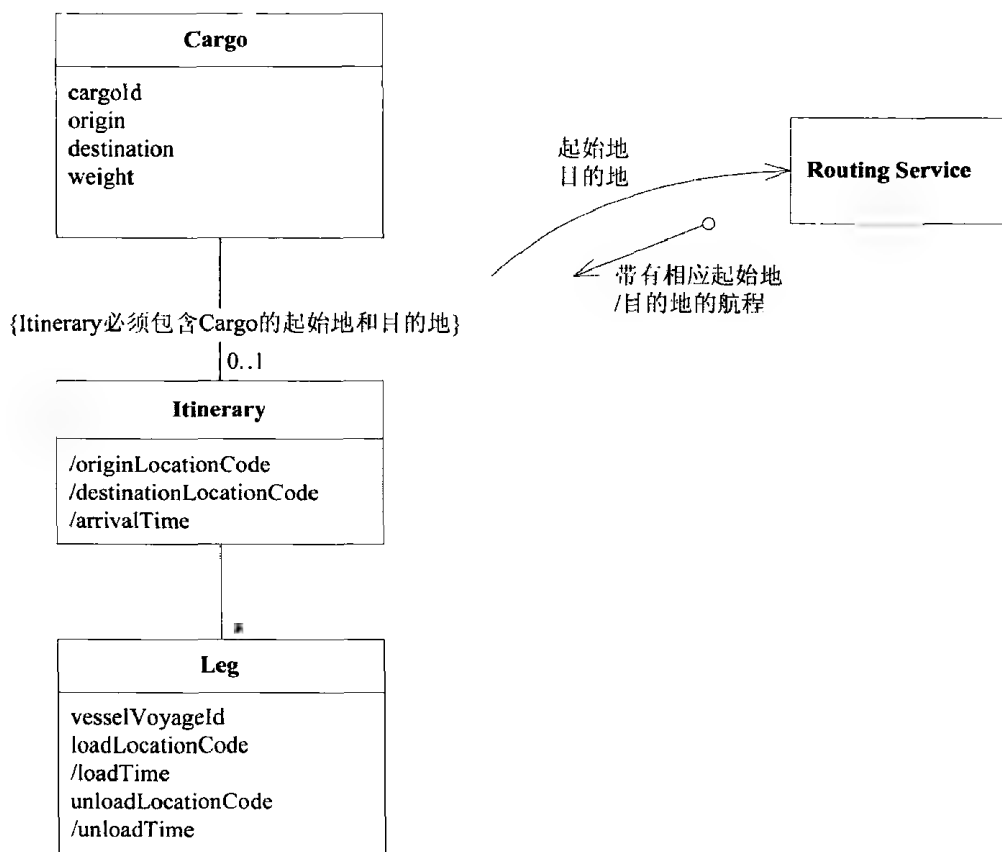 Cargo
cargoId
origin
destination
weight
起始地
目的地
Routing Service
带有相应起始地
/目的地的航程
{Itinerary必须包含Cargo的起始地和目的地}
0..1
Itinerary
/originLocationCode
/destinationLocationCode
/arrivalTime
*
Leg
vesselVoyageId
loadLocationCode
/loadTime
unloadLocationCode
/unloadTime